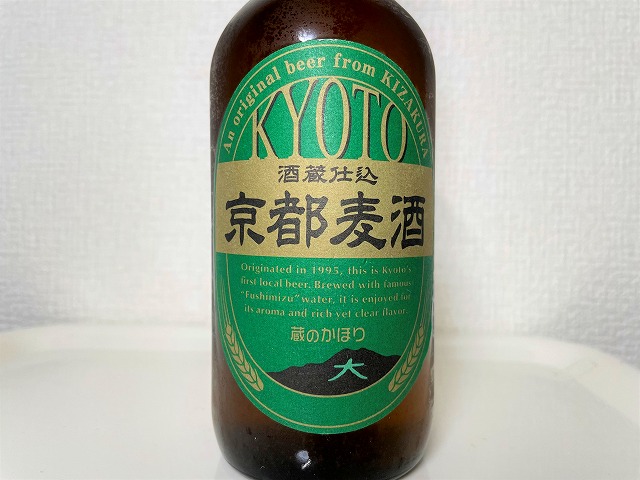 An original beer from KIZAKURA
KYOTO
酒蔵仕込
京都麦酒
Originated in 1995, this is Kyoto's
first local beer. Brewed with famous
"Fushimizu" water, it is enjoyed for
its aroma and rich yet clear flavor.
蔵のかほり
大